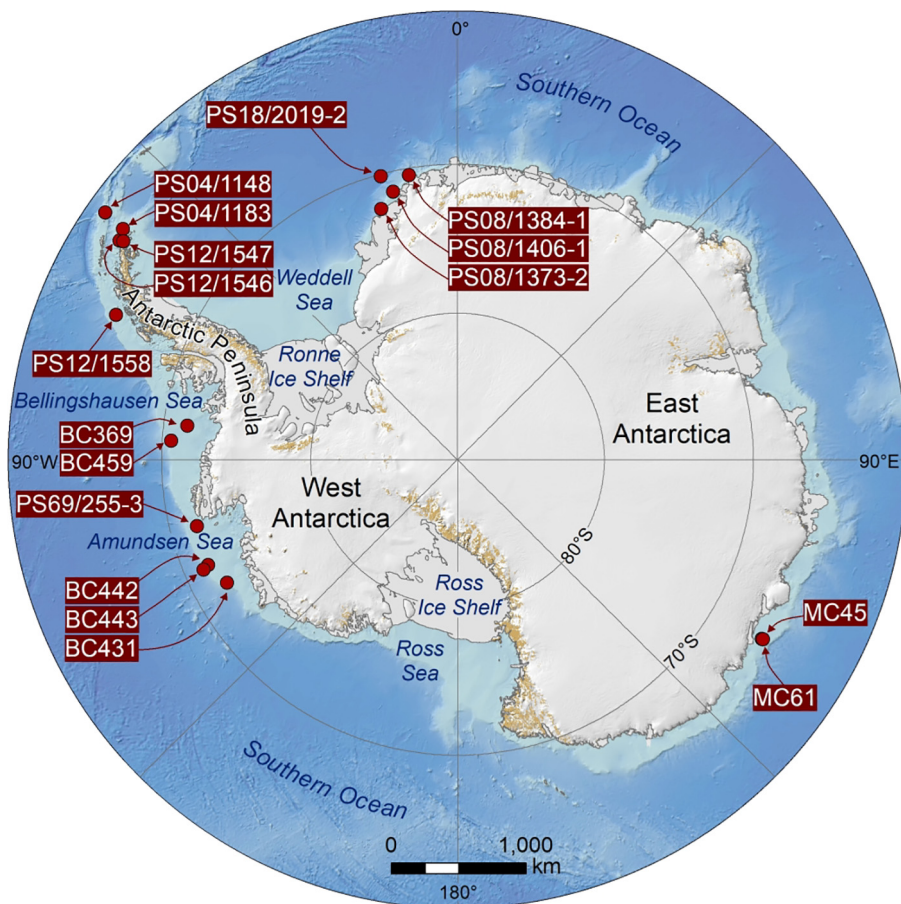 0°
Southern Ocean
PS18/2019-2
PS04/1148
PS04/1183
PS12/1547
PS12/1546
PS08/1384-1
PS08/1406-1
PS08/1373-2
Weddell
Sea
Antarctic Peninsula
PS12/1558
Ronne
Ice Shelf
Bellingshausen Sea
BC369
BC459
90°W
East
Antarctica
90°E
West
Antarctica
PS69/255-3
Amundsen Sea
80°S
BC442
BC443
BC431
Ross
Ice Shelf
Ross
Sea
70°S
MC45
MC61
Southern Ocean
0
1,000
km
180°